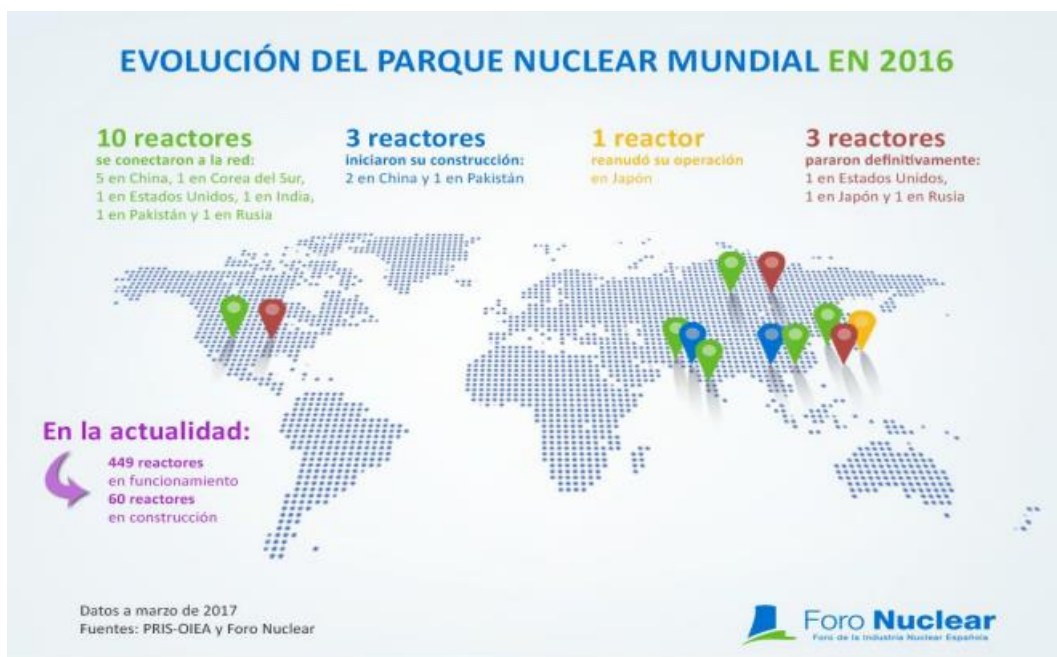 EVOLUCIÓN DEL PARQUE NUCLEAR MUNDIAL EN 2016
10 reactores
se conectaron a la red:
5 en China, 1 en Corea del Sur,
1 en Estados Unidos, 1 en India,
1 en Pakistán y 1 en Rusia
3 reactores
iniciaron su construcción:
2 en China y 1 en Pakistán
1 reactor
reanudó su operación
en Japón
3 reactores
pararon definitivamente:
1 en Estados Unidos,
1 en Japón y 1 en Rusia
En la actualidad:
449 reactores
en funcionamiento
60 reactores
en construcción
Datos a marzo de 2017
Fuentes: PRIS-OIEA y Foro Nuclear
Foro Nuclear
Foro de la Industria Nuclear Española